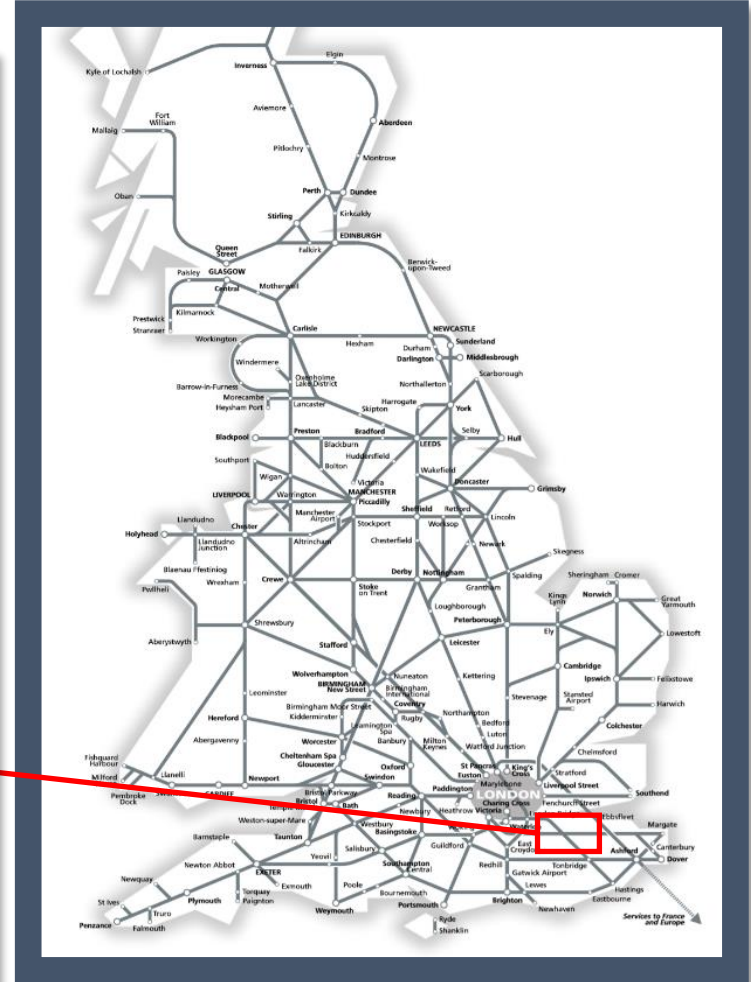 Elgin
Inverness
Kyle of Lochalsh
Aviemore
Fort
William
Aberdeen
Mallaig
Pitlochry
Montrose
Perth
Dundee
Oban
Stirling
Kirkcaldy
EDINBURGH
Queen
Street
Falkirk
Berwick-
upon-Tweed
Paisley
GLASGOW
Central
Motherwell
Prestwick
Kilmarnock
Stranraer
Carlisle
NEWCASTLE
Workington
Hexham
Sunderland
Durham
Windermere
Darlington
Middlesbrough
Oxenholme
Lake District
Scarborough
Barrow-in-Furness
Northallerton
Morecambe
Lancaster
Harrogate
Heysham Port
Skipton
York
Blackpool
Preston
Bradford
LEEDS
Selby
Hull
Blackburn
Southport
Bolton
Huddersfield
Wakefield
Wigan
Victoria
Doncaster
Grimsby
LIVERPOOL
Warrington
MANCHESTER
Piccadilly
Sheffield
Retford
Manchester
Airport
Lincoln
Llandudno
Chester
Stockport
Worksop
Holyhead
Llandudno
Junction
Altrincham
Chesterfield
Newark
Skegness
Blaenau Ffestiniog
Crewe
Derby
Nottingham
Spalding
Sheringham
Cromer
Pwllheli
Wrexham
Stoke
on Trent
Grantham
Kings
Lynn
Norwich
Great
Yarmouth
Loughborough
Shrewsbury
Peterborough
Ely
Lowestoft
Aberystwyth
Stafford
Leicester
Wolverhampton
Nuneaton
Kettering
Cambridge
BIRMINGHAM
New Street
Birmingham
International
Ipswich
Felixstowe
Leominster
Coventry
Stevenage
Stansted
Airport
Birmingham Moor Street
Rugby
Northampton
Harwich
Hereford
Kidderminster
Leamington
Spa
Bedford
Colchester
Abergavenny
Worcester
Banbury
Milton
Keynes
Luton
Watford Junction
Chelmsford
Fishguard
Harbour
Cheltenham Spa
Gloucester
Oxford
St Pancras
King's
Cross
Euston
Stratford
Milford
Llanelli
Newport
Swindon
Marylebone
Liverpool Street
Pembroke
Dock
CARDIFF
Bristol Parkway
Reading
Paddington
LONDON
Southend
Bristol
Bath
Newbury
Heathrow
Charing Cross
Fenchurch Street
Weston-super-Mare
Westbury
Victoria
Ebbsfleet
Margate
Barnstaple
Taunton
Basingstoke
East
Croydon
Canterbury
Salisbury
Guildford
Ashford
Newton Abbot
Yeovil
Redhill
Tonbridge
Dover
EXETER
Southampton
Central
Gatwick Airport
Newquay
Exmouth
Poole
Lewes
Hastings
Torquay
Bournemouth
Eastbourne
St Ives
Plymouth
Paignton
Weymouth
Portsmouth
Brighton
Newhaven
Truro
Penzance
Falmouth
Ryde
Shanklin
Services to France
and Europe